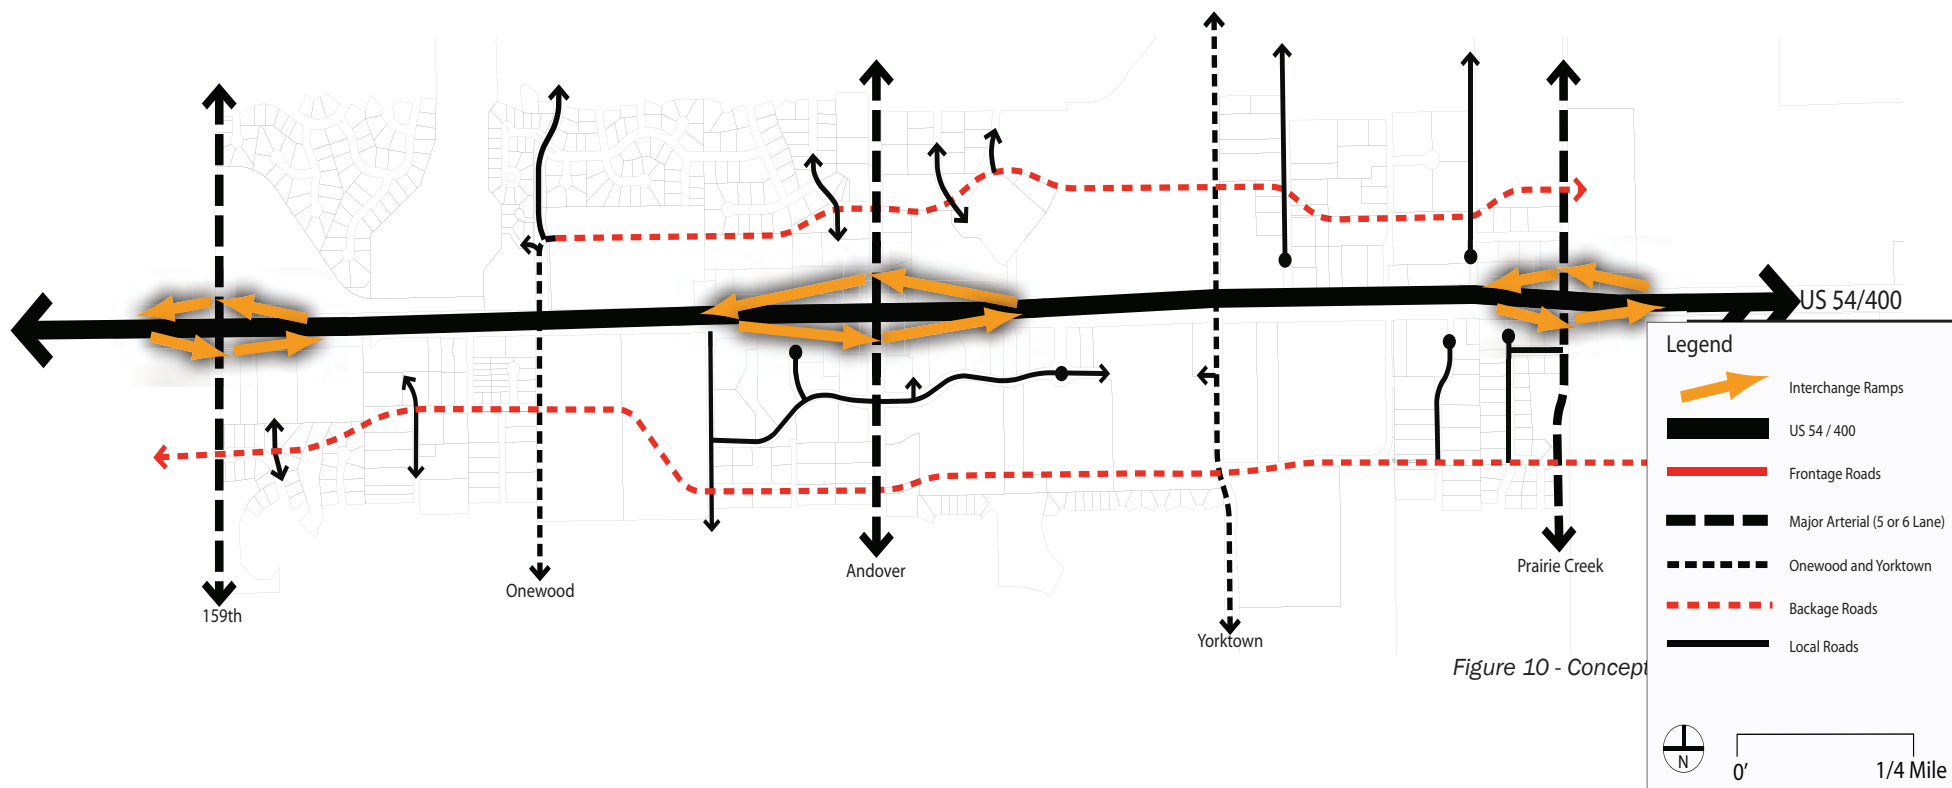 US 54/400
Legend
Interchange Ramps
US 54 / 400
Frontage Roads
Major Arterial (5 or 6 Lane)
Onewood and Yorktown
Backage Roads
Local Roads
N
0'
1/4 Mile
Prairie Creek
Andover
Onewood
159th
Yorktown
Figure 10 - Concept